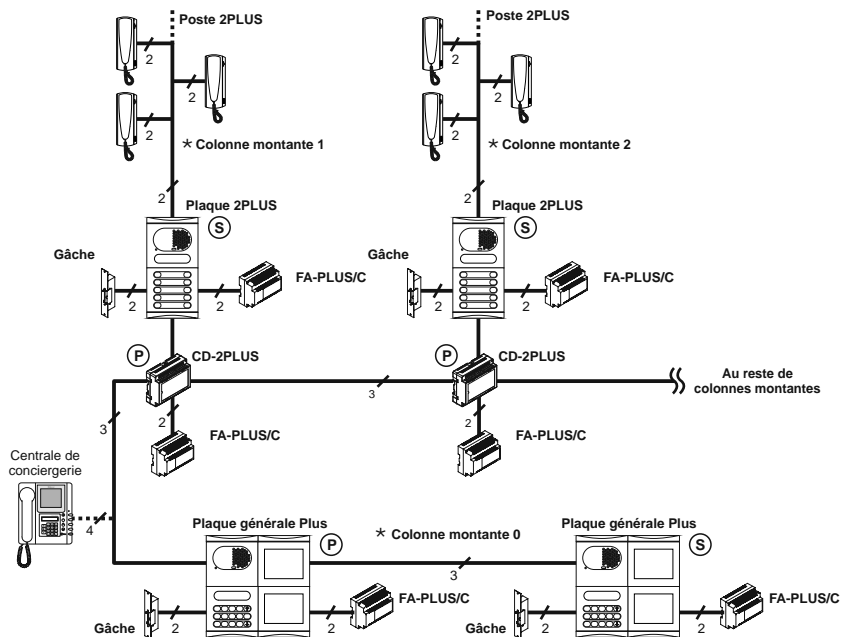 Poste 2PLUS
Poste 2PLUS
2
2
2
2
2
2
* Colonne montante 1
* Colonne montante 2
2
2
Plaque 2PLUS
Plaque 2PLUS
S
S
Gâche
Gâche
FA-PLUS/C
FA-PLUS/C
2
2
2
2
P
CD-2PLUS
P
CD-2PLUS
Au reste de
colonnes montantes
3
2
2
3
FA-PLUS/C
FA-PLUS/C
Centrale de
conciergerie
4
Plaque générale Plus
* Colonne montante 0
Plaque générale Plus
P
S
3
FA-PLUS/C
FA-PLUS/C
Gâche
2
2
Gâche
2
2